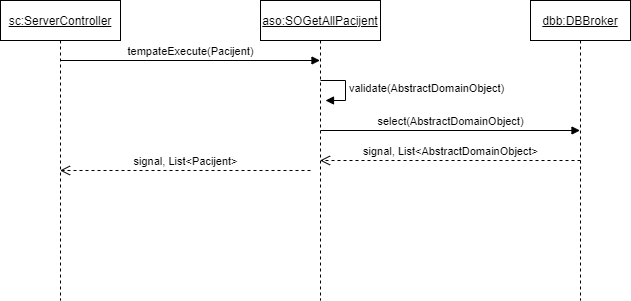 sc:ServerController
aso:SOGetAllPacijent
dbb:DBBroker
tempateExecute(Pacijent)
validate(AbstractDomainObject)
select(AbstractDomainObject)
signal, List<AbstractDomainObject>
signal, List<Pacijent>